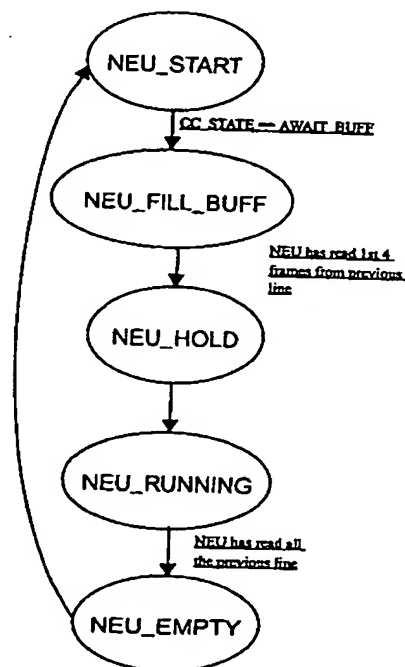 NEU_START
CC_STATE == AWAIT_BUFF
NEU_FILL_BUFF
NEU has read 1st 4
frames from previous
line
NEU_HOLD
NEU_RUNNING
NEU has read all
the previous line
NEU_EMPTY